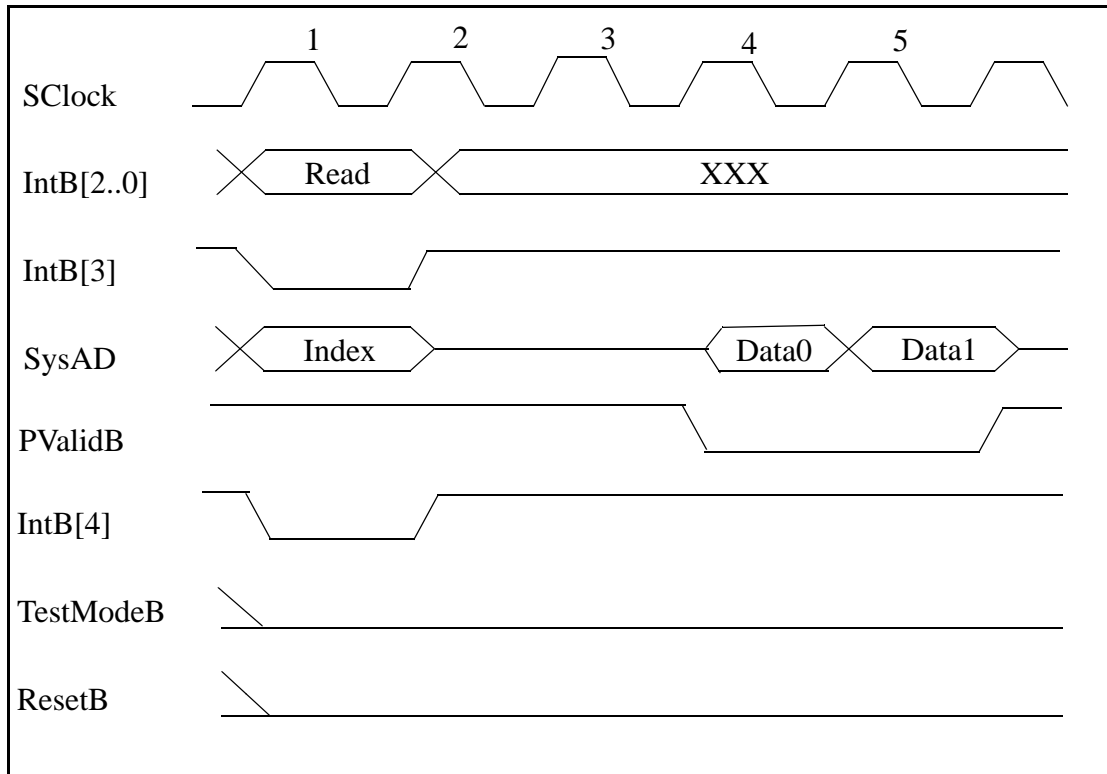 1 2 3 4 5
SClock
IntB[2..0] Read XXX
IntB[3]
SysAD Index Data0 Data1
PValidB
IntB[4]
TestModeB
ResetB